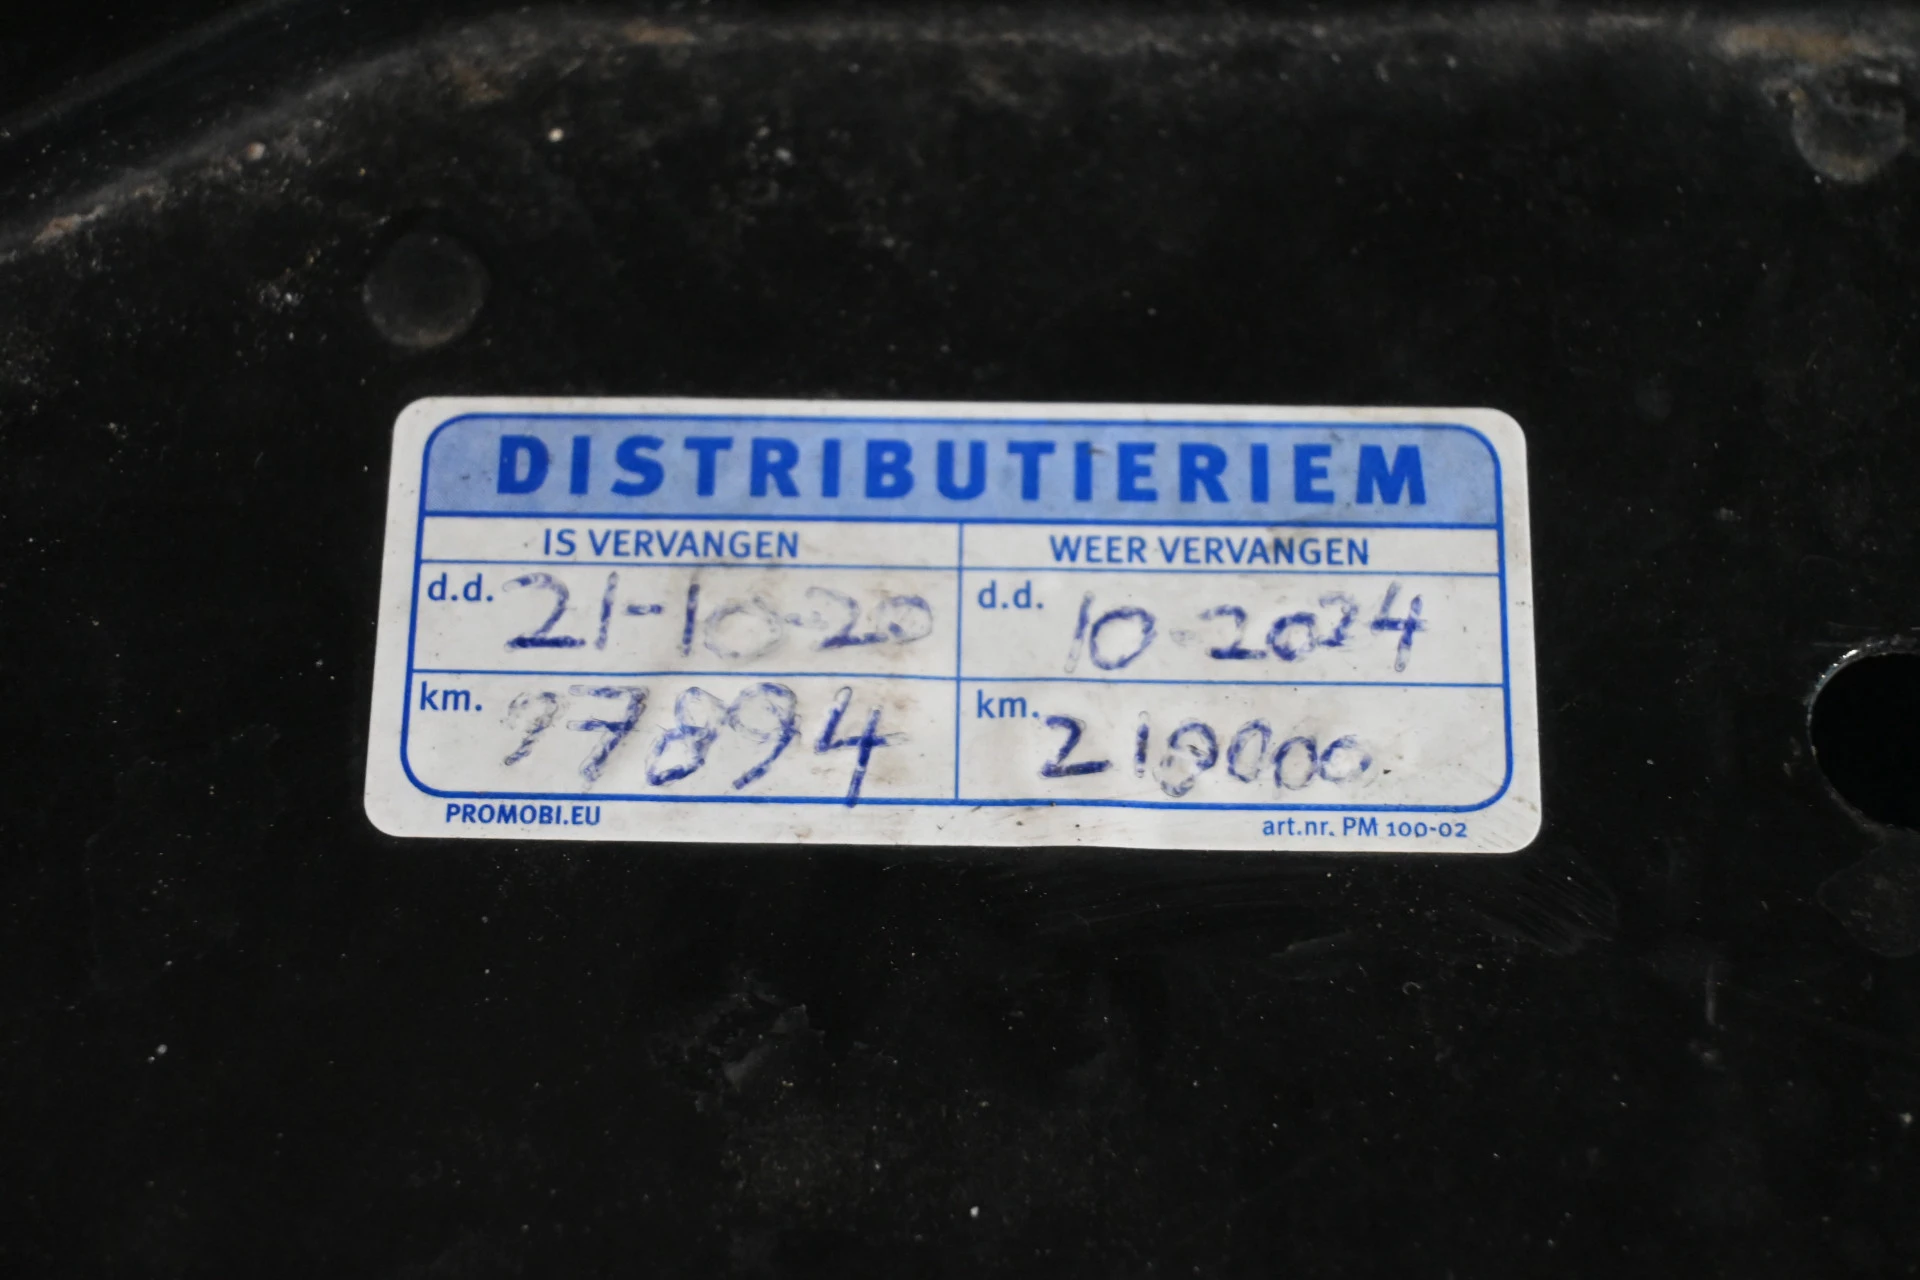 DISTRIBUTIERIEM
IS VERVANGEN WEER VERVANGEN
d.d. 21-10-20 d.d. 10-2024
km. 97894 km. 210000
PROMOBI.EU art.nr. PM 100-02